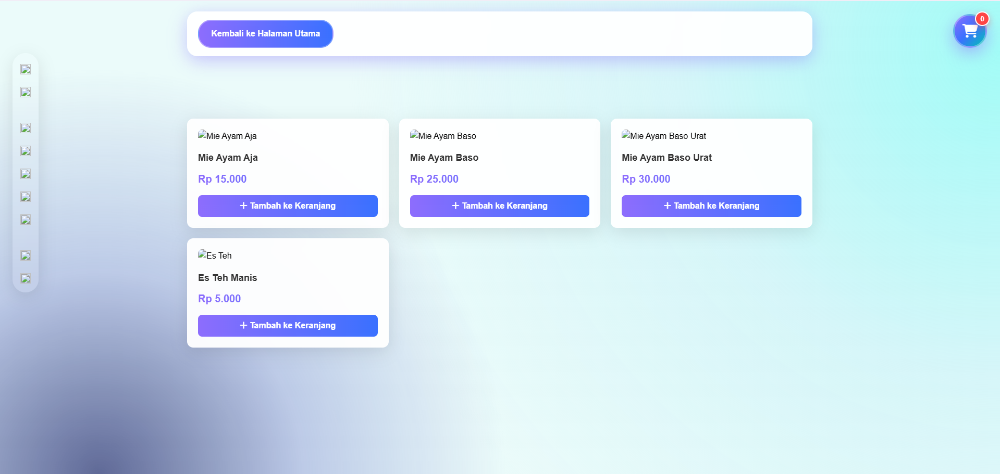 Kembali ke Halaman Utama
0
Mie Ayam Aja
Mie Ayam Aja
Rp 15.000
+ Tambah ke Keranjang
Mie Ayam Baso
Mie Ayam Baso
Rp 25.000
+ Tambah ke Keranjang
Mie Ayam Baso Urat
Mie Ayam Baso Urat
Rp 30.000
+ Tambah ke Keranjang
Es Teh
Es Teh Manis
Rp 5.000
+ Tambah ke Keranjang